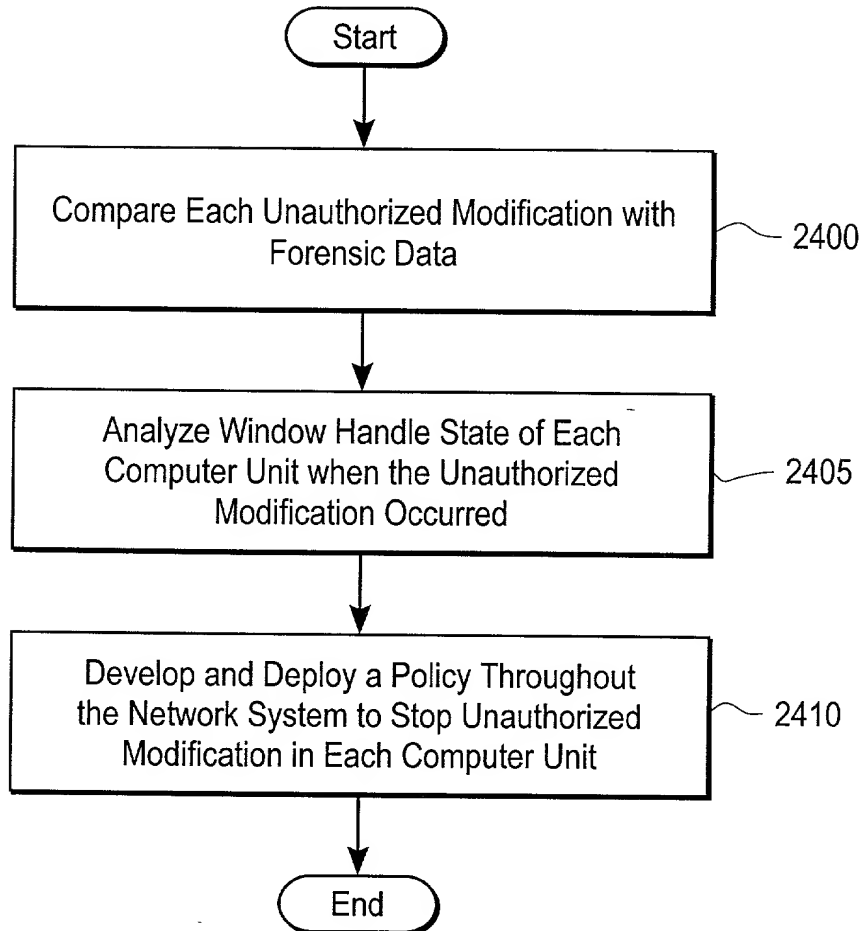 Start
Compare Each Unauthorized Modification with
Forensic Data
2400
Analyze Window Handle State of Each
Computer Unit when the Unauthorized
Modification Occurred
2405
Develop and Deploy a Policy Throughout
the Network System to Stop Unauthorized
Modification in Each Computer Unit
2410
End